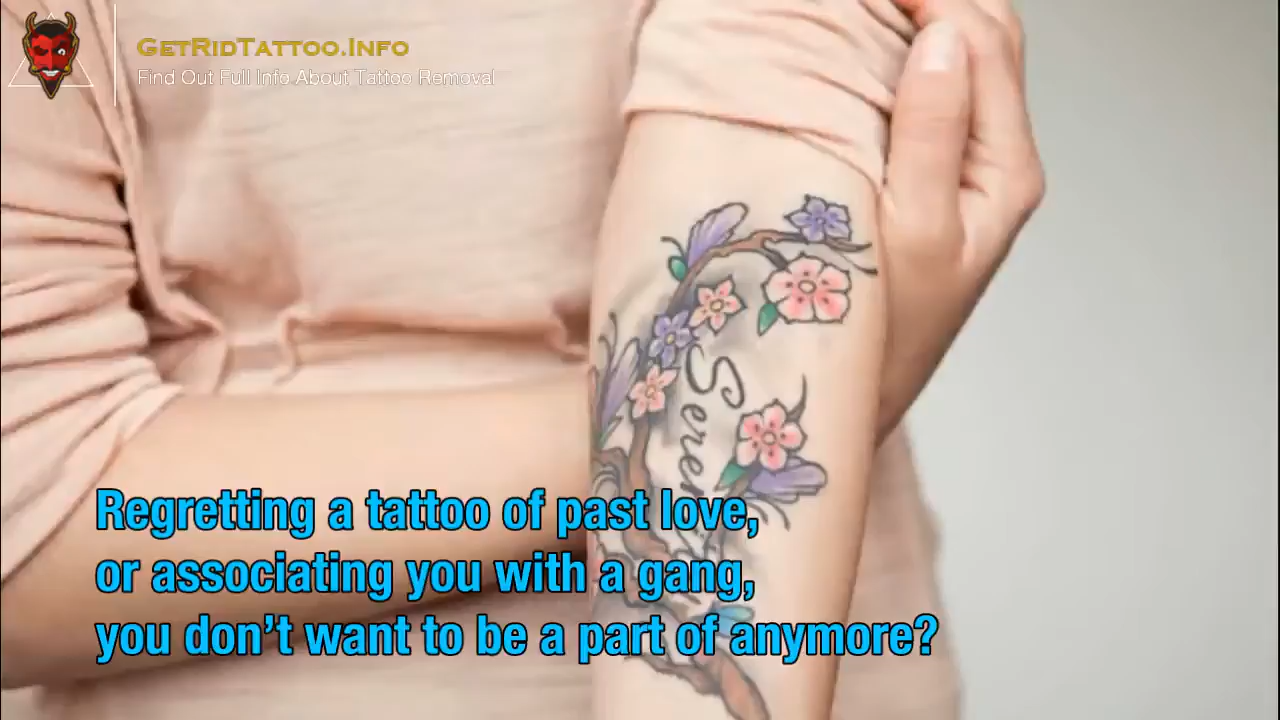 GetRidTattoo.Info
Find Out Full Info About Tattoo Removal
Regretting a tattoo of past love,
or associating you with a gang,
you don't want to be a part of anymore?